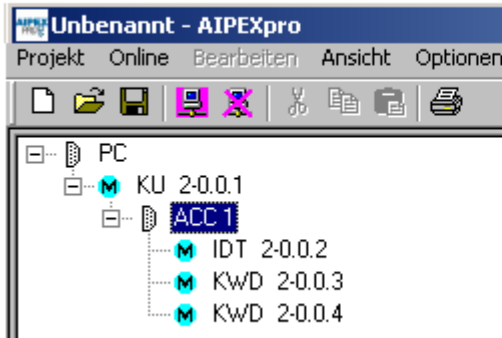 Unbenannt - AIPEXpro
Projekt Online Bearbeiten Ansicht Optionen
PC
M KU 2-0.0.1
ACC 1
M IDT 2-0.0.2
M KWD 2-0.0.3
M KWD 2-0.0.4